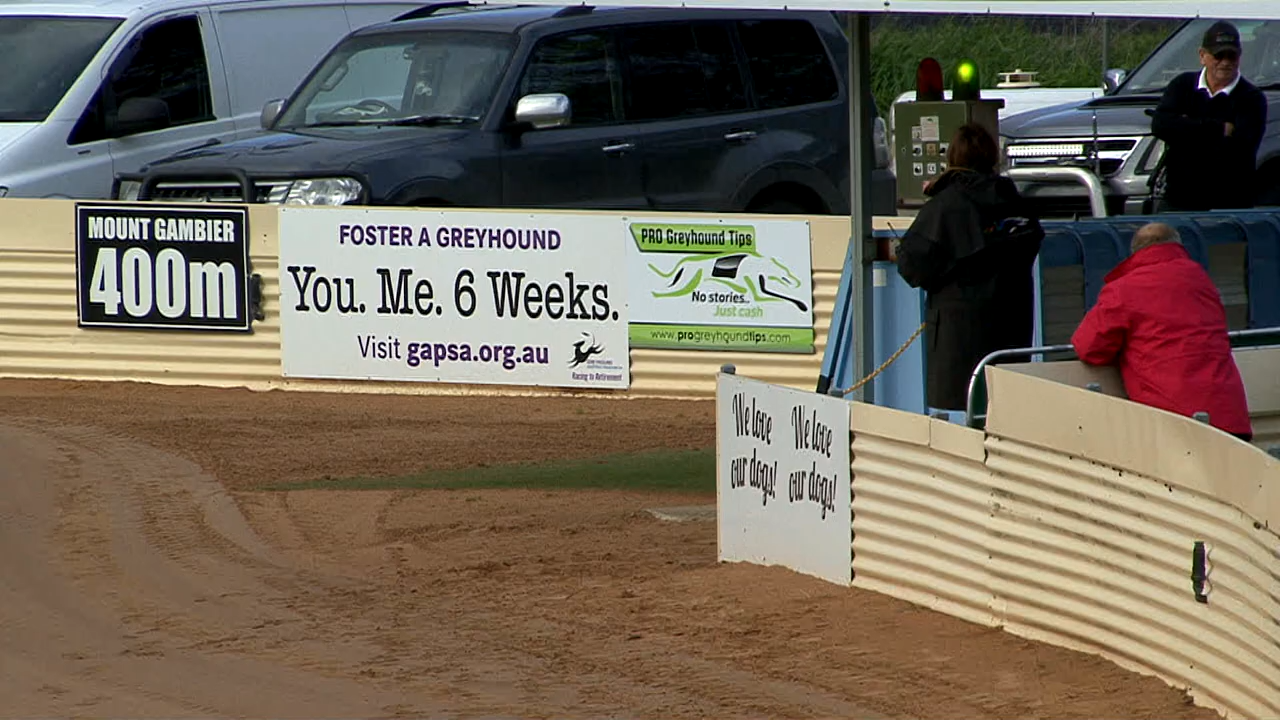 MOUNT GAMBIER
400m
FOSTER A GREYHOUND
You. Me. 6 Weeks.
Visit gapsa.org.au
Racing to Retirement
PRO Greyhound Tips
No stories..
Just cash
www.progreyhoundtips.com
We love
our dogs!
We love
our dogs!